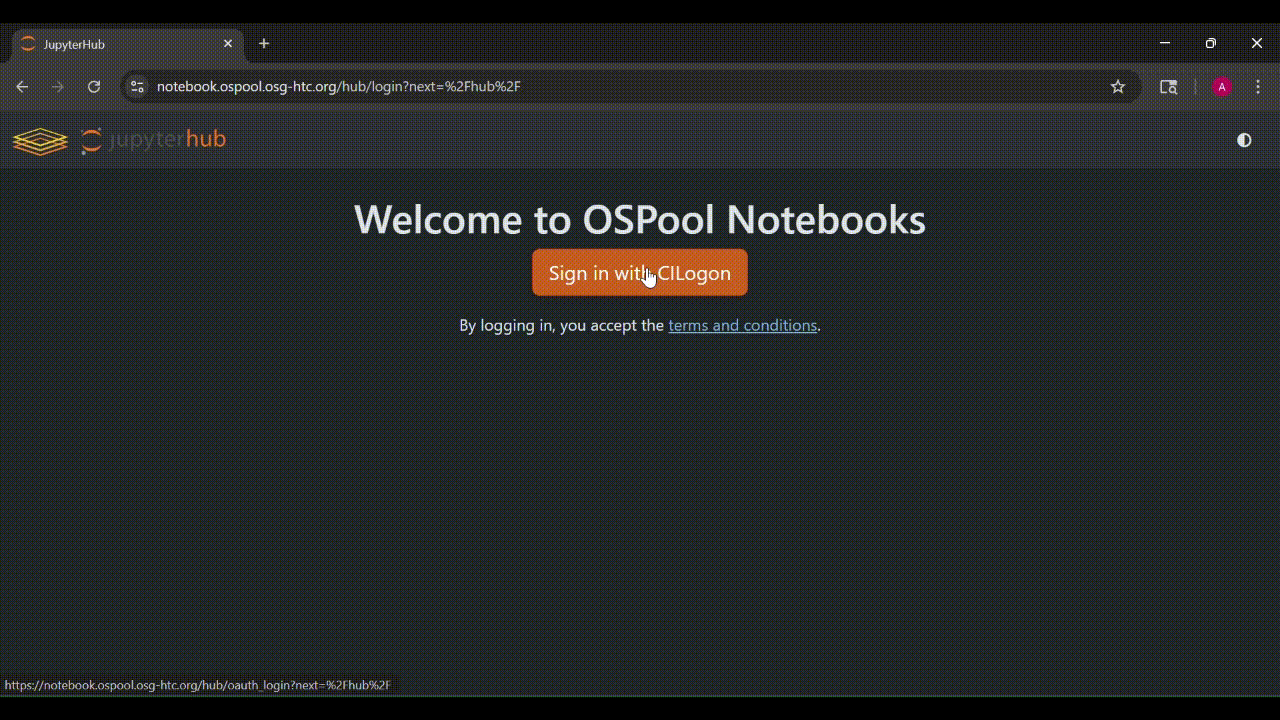 JupyterHub
notebook.ospool.osg-htc.org/hub/login?next=%2Fhub%2F
A
jupyterhub
Welcome to OSPool Notebooks
Sign in with CILogon
By logging in, you accept the terms and conditions.
https://notebook.ospool.osg-htc.org/hub/oauth_login?next=%2Fhub%2F